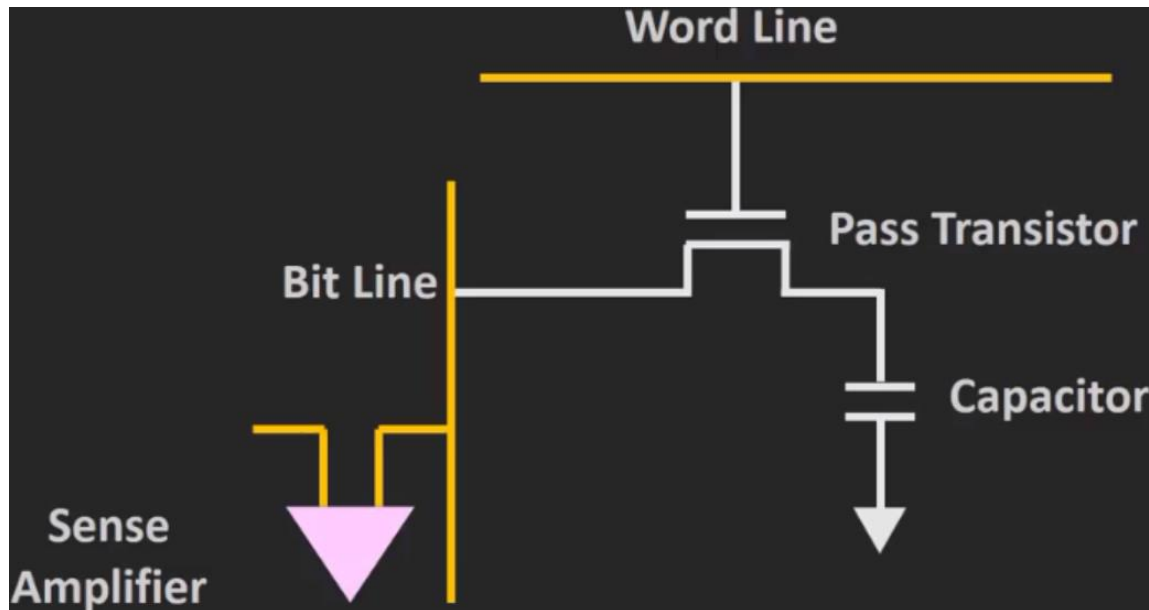 Word Line
Pass Transistor
Bit Line
Capacitor
Sense
Amplifier